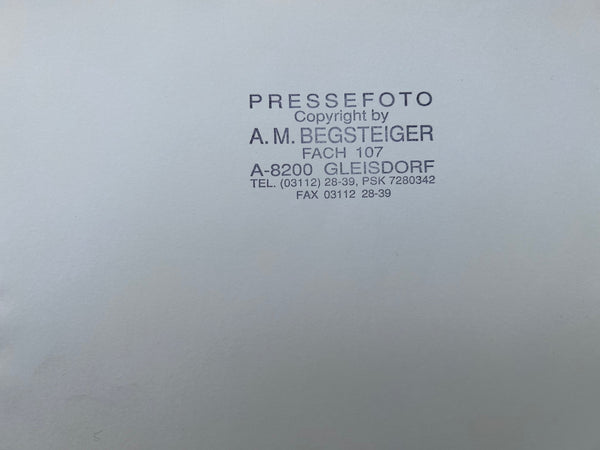 PRESSEFOTO
Copyright by
A. M. BEGSTEIGER
FACH 107
A-8200 GLEISDORF
TEL. (03112) 28-39, PSK 7280342
FAX 03112 28-39